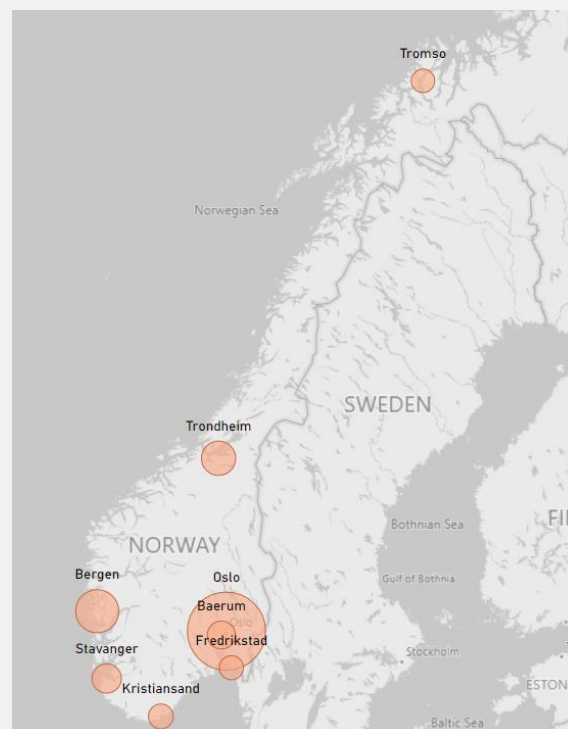 Tromso
Norwegian Sea
SWEDEN
Trondheim
Bothnian Sea
FI
NORWAY
Bergen
Oslo
Gulf of Bothnia
Baerum
Oslo
Fredrikstad
Stavanger
Stockholm
Kristiansand
ESTON
Baltic Sea